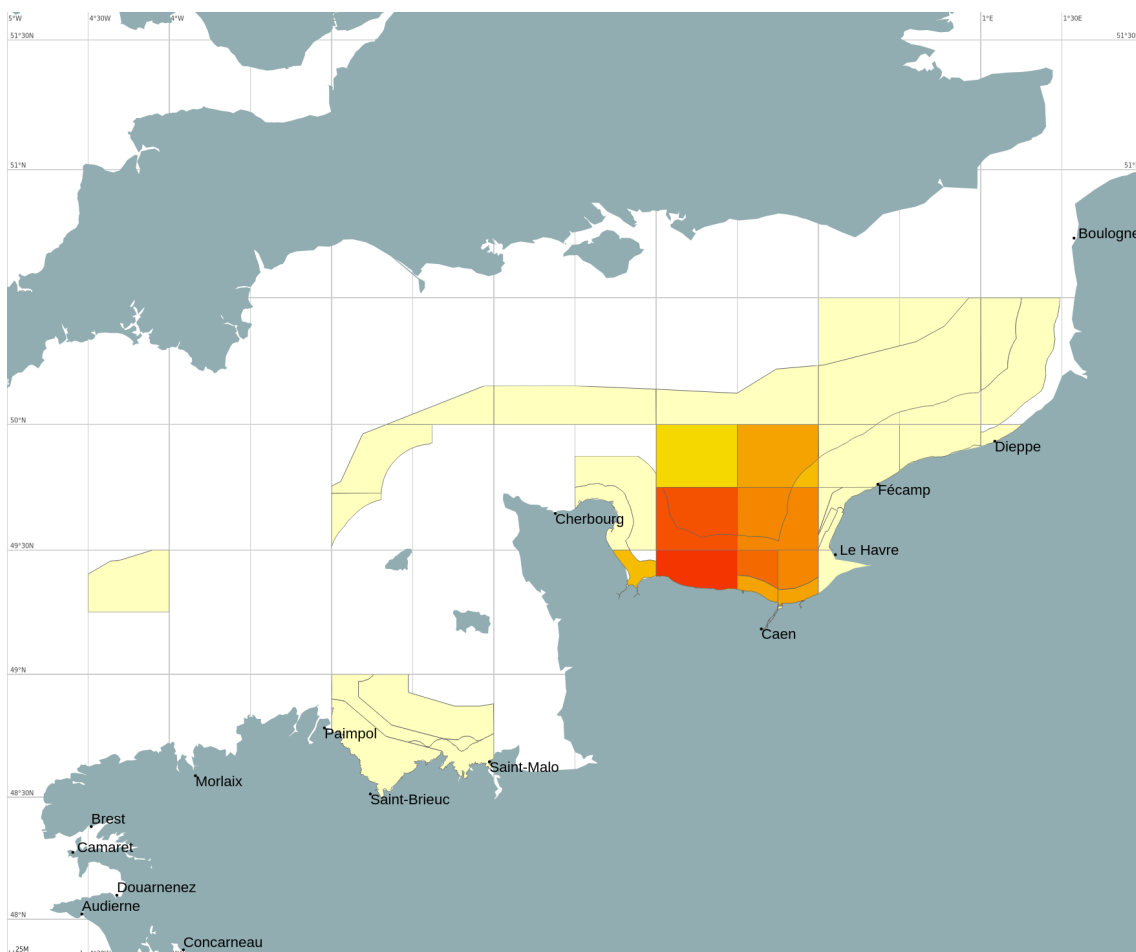 5°W 4°30W 4°W 1°E 1°30E
51°30N 51°30
51°N 51°
Boulogne
50°N
Dieppe
Fécamp
Cherbourg
49°30N
Le Havre
Caen
49°N
Paimpol
Saint-Malo
Morlaix
48°30N
Saint-Brieuc
Brest
Camaret
Douarnenez
Audierne
48°N
Concarneau
25M